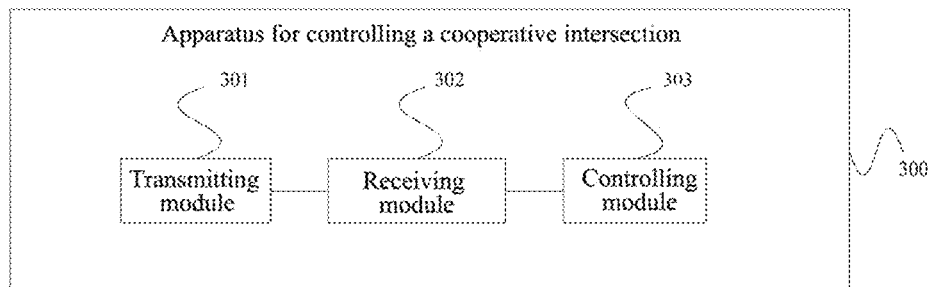 Apparatus for controlling a cooperative intersection
301
302
303
Transmitting
module
Receiving
module
Controlling
module
300